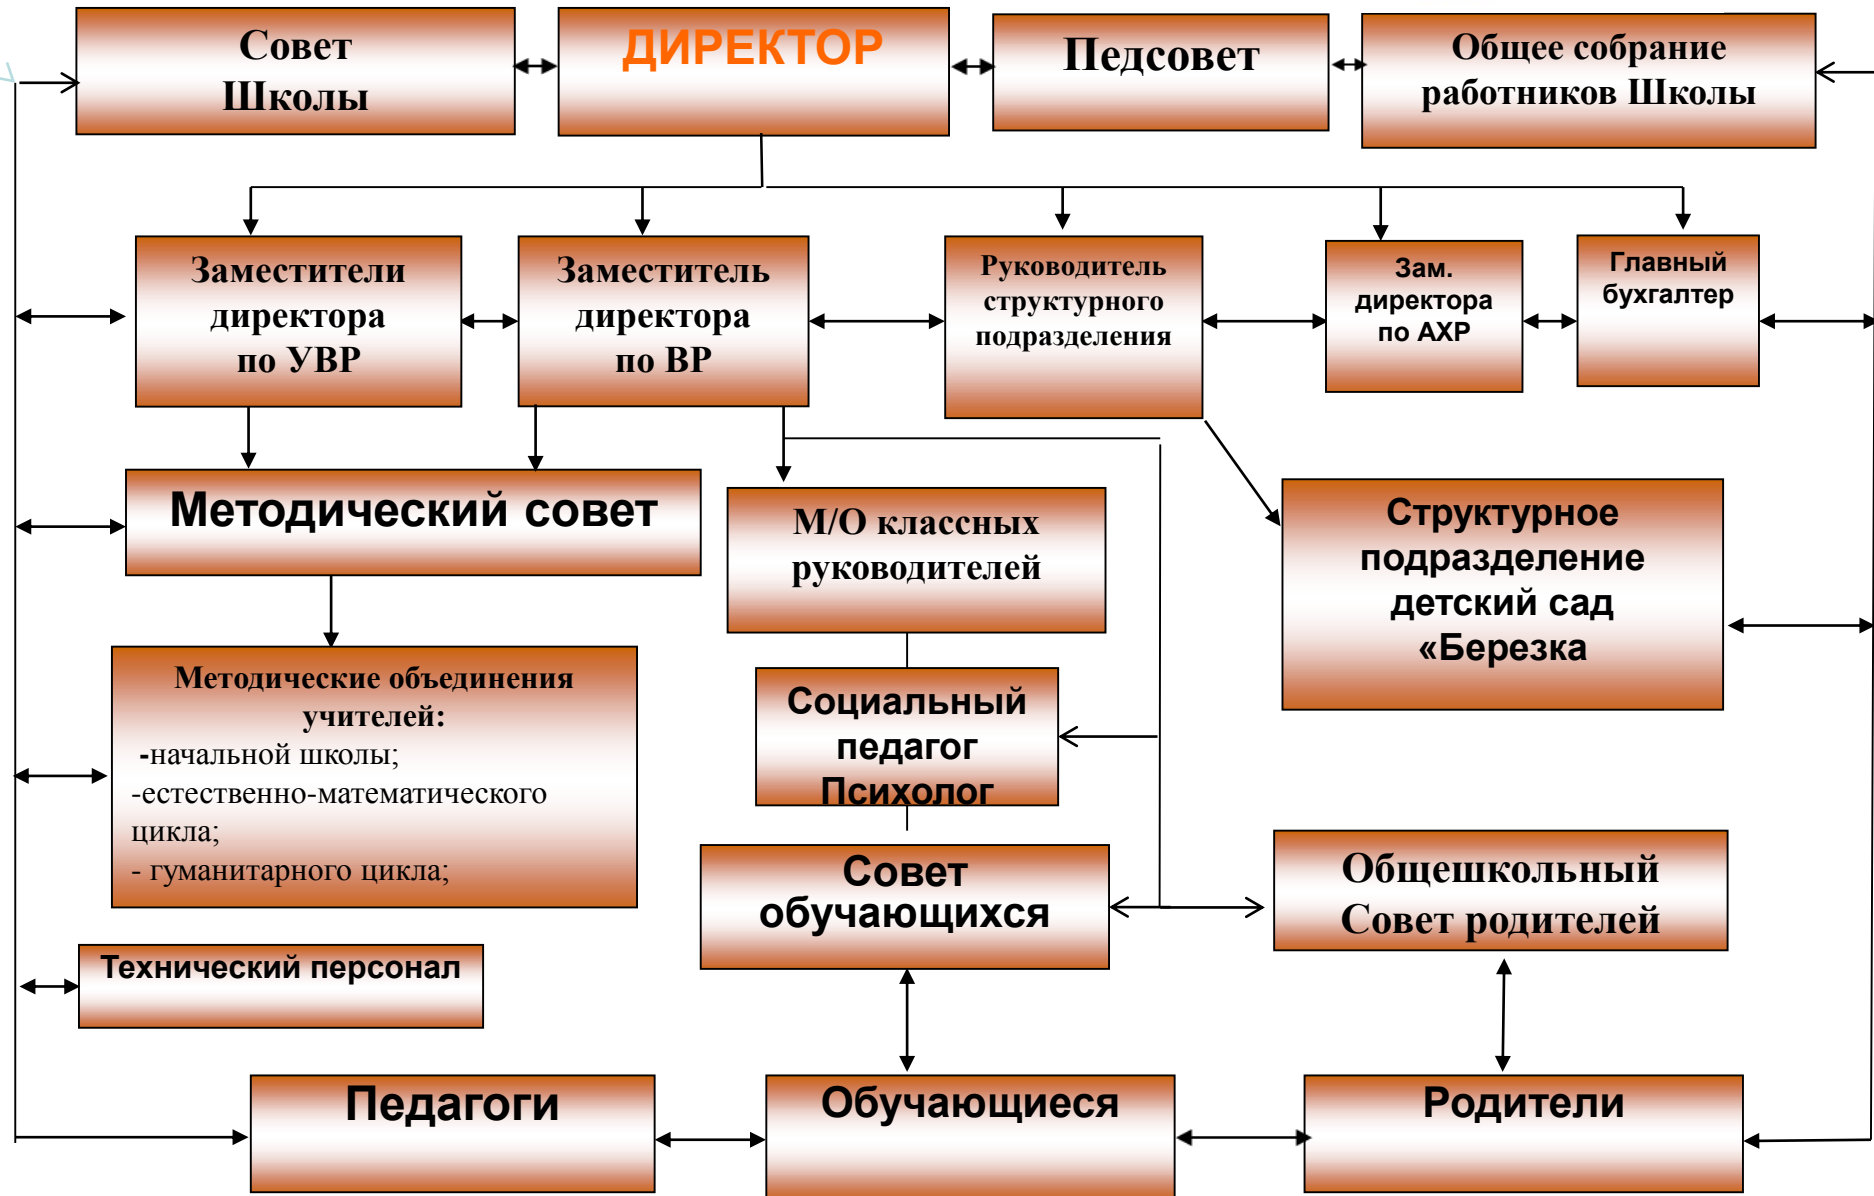 Совет
Школы
ДИРЕКТОР
Педсовет
Общее собрание
работников Школы
Заместители
директора
по УВР
Заместитель
директора
по ВР
Руководитель
структурного
подразделения
Зам.
директора
по АХР
Главный
бухгалтер
Методический совет
М/О классных
руководителей
Структурное
подразделение
детский сад
«Березка
Методические объединения
учителей:
-начальной школы;
-естественно-математического
цикла;
- гуманитарного цикла;
Социальный
педагог
Психолог
Совет
обучающихся
Общешкольный
Совет родителей
Технический персонал
Педагоги
Обучающиеся
Родители